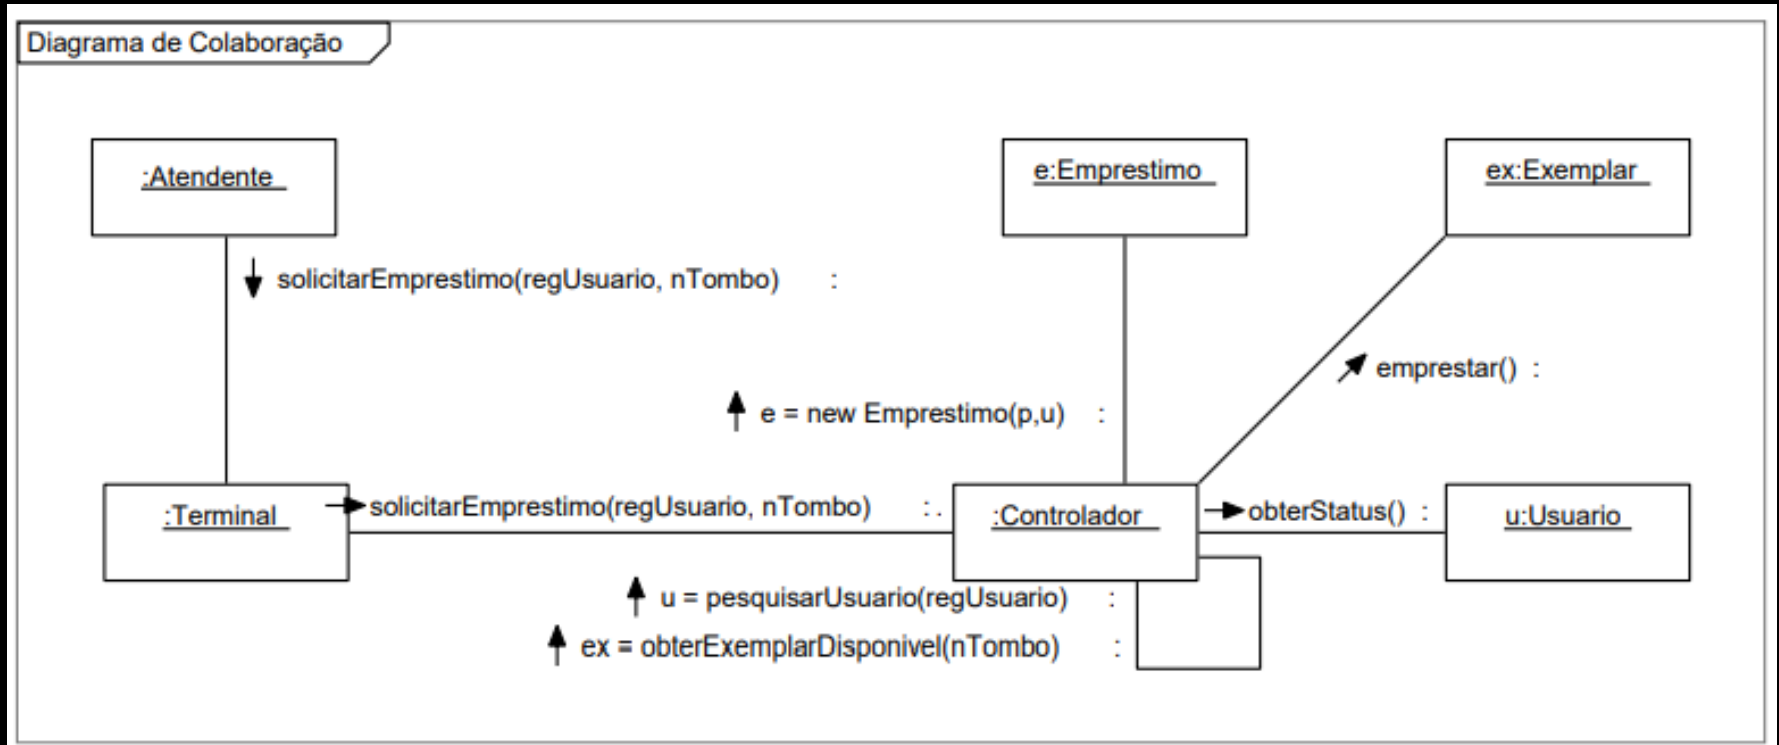 Diagrama de Colaboração
:Atendente
e:Emprestimo
ex:Exemplar
solicitarEmprestimo(regUsuario, nTombo) :
emprestar() :
e = new Emprestimo(p,u) :
:Terminal
solicitarEmprestimo(regUsuario, nTombo) : .
:Controlador
obterStatus() :
u:Usuario
u = pesquisarUsuario(regUsuario) :
ex = obterExemplarDisponivel(nTombo) :